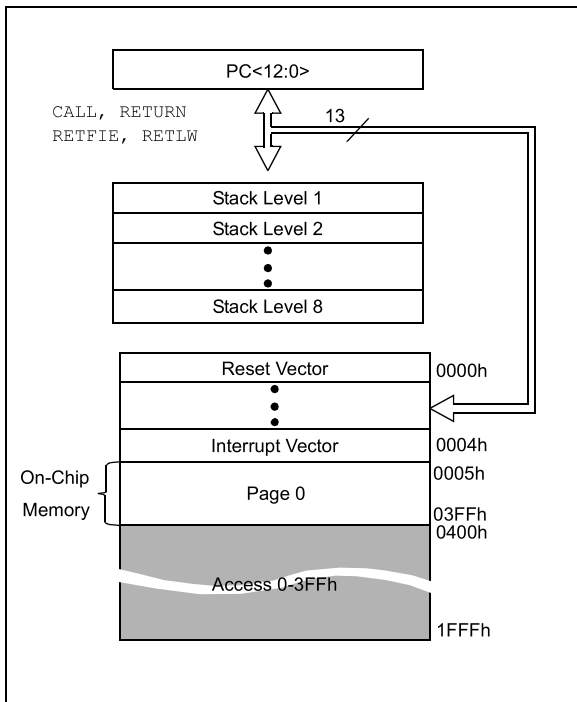 PC<12:0>
CALL, RETURN
RETFIE, RETLW
13
Stack Level 1
Stack Level 2
Stack Level 8
Reset Vector
0000h
Interrupt Vector
0004h
0005h
On-Chip
Memory
Page 0
03FFh
0400h
Access 0-3FFh
1FFFh